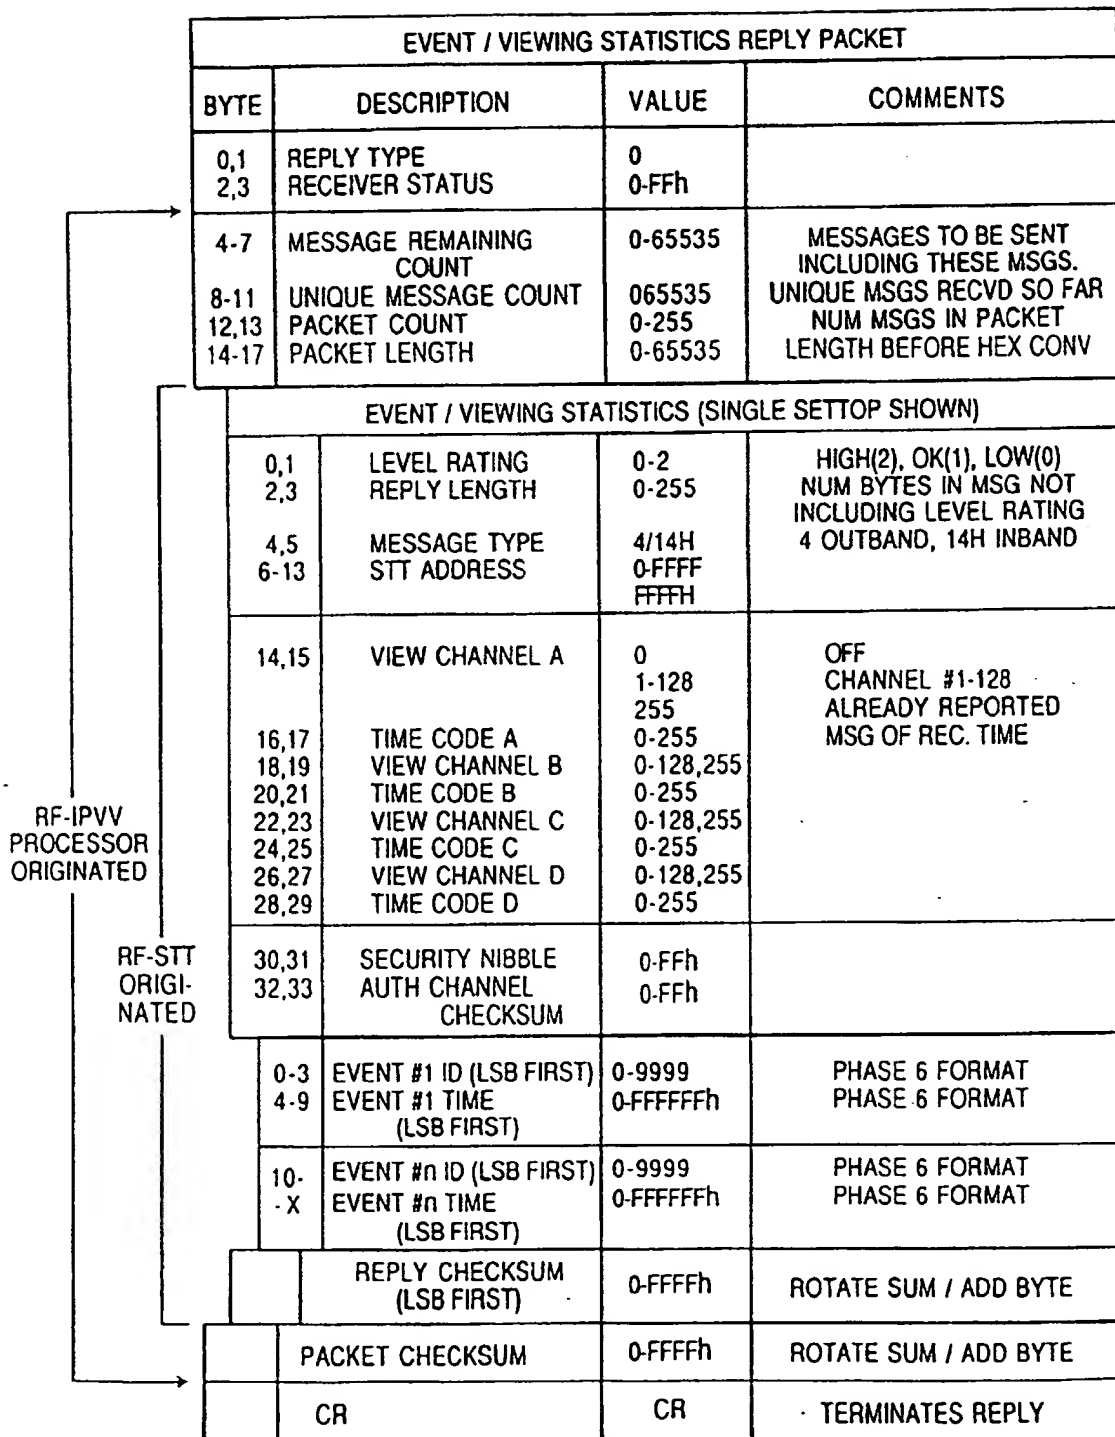 EVENT / VIEWING STATISTICS REPLY PACKET
BYTE DESCRIPTION VALUE COMMENTS
0,1 REPLY TYPE 0
2,3 RECEIVER STATUS 0-FFh
4-7 MESSAGE REMAINING 0-65535 MESSAGES TO BE SENT
COUNT INCLUDING THESE MSGS.
8-11 UNIQUE MESSAGE COUNT 065535 UNIQUE MSGS RECVD SO FAR
12,13 PACKET COUNT 0-255 NUM MSGS IN PACKET
14-17 PACKET LENGTH 0-65535 LENGTH BEFORE HEX CONV
EVENT / VIEWING STATISTICS (SINGLE SETTOP SHOWN)
0,1 LEVEL RATING 0-2 HIGH(2), OK(1), LOW(0)
2,3 REPLY LENGTH 0-255 NUM BYTES IN MSG NOT
INCLUDING LEVEL RATING
4,5 MESSAGE TYPE 4/14H 4 OUTBAND, 14H INBAND
6-13 STT ADDRESS 0-FFFF
FFFFH
14,15 VIEW CHANNEL A 0 OFF
1-128 CHANNEL #1-128
255 ALREADY REPORTED
16,17 TIME CODE A 0-255 MSG OF REC. TIME
18,19 VIEW CHANNEL B 0-128,255
20,21 TIME CODE B 0-255
22,23 VIEW CHANNEL C 0-128,255
24,25 TIME CODE C 0-255
26,27 VIEW CHANNEL D 0-128,255
28,29 TIME CODE D 0-255
RF-IPVV
PROCESSOR
ORIGINATED
30,31 SECURITY NIBBLE 0-FFh
32,33 AUTH CHANNEL 0-FFh
CHECKSUM
RF-STT
ORIGI-
NATED
0-3 EVENT #1 ID (LSB FIRST) 0-9999 PHASE 6 FORMAT
4-9 EVENT #1 TIME 0-FFFFFFh PHASE 6 FORMAT
(LSB FIRST)
10- EVENT #n ID (LSB FIRST) 0-9999 PHASE 6 FORMAT
- X EVENT #n TIME 0-FFFFFFh PHASE 6 FORMAT
(LSB FIRST)
REPLY CHECKSUM 0-FFFFh ROTATE SUM / ADD BYTE
(LSB FIRST)
PACKET CHECKSUM 0-FFFFh ROTATE SUM / ADD BYTE
CR CR TERMINATES REPLY